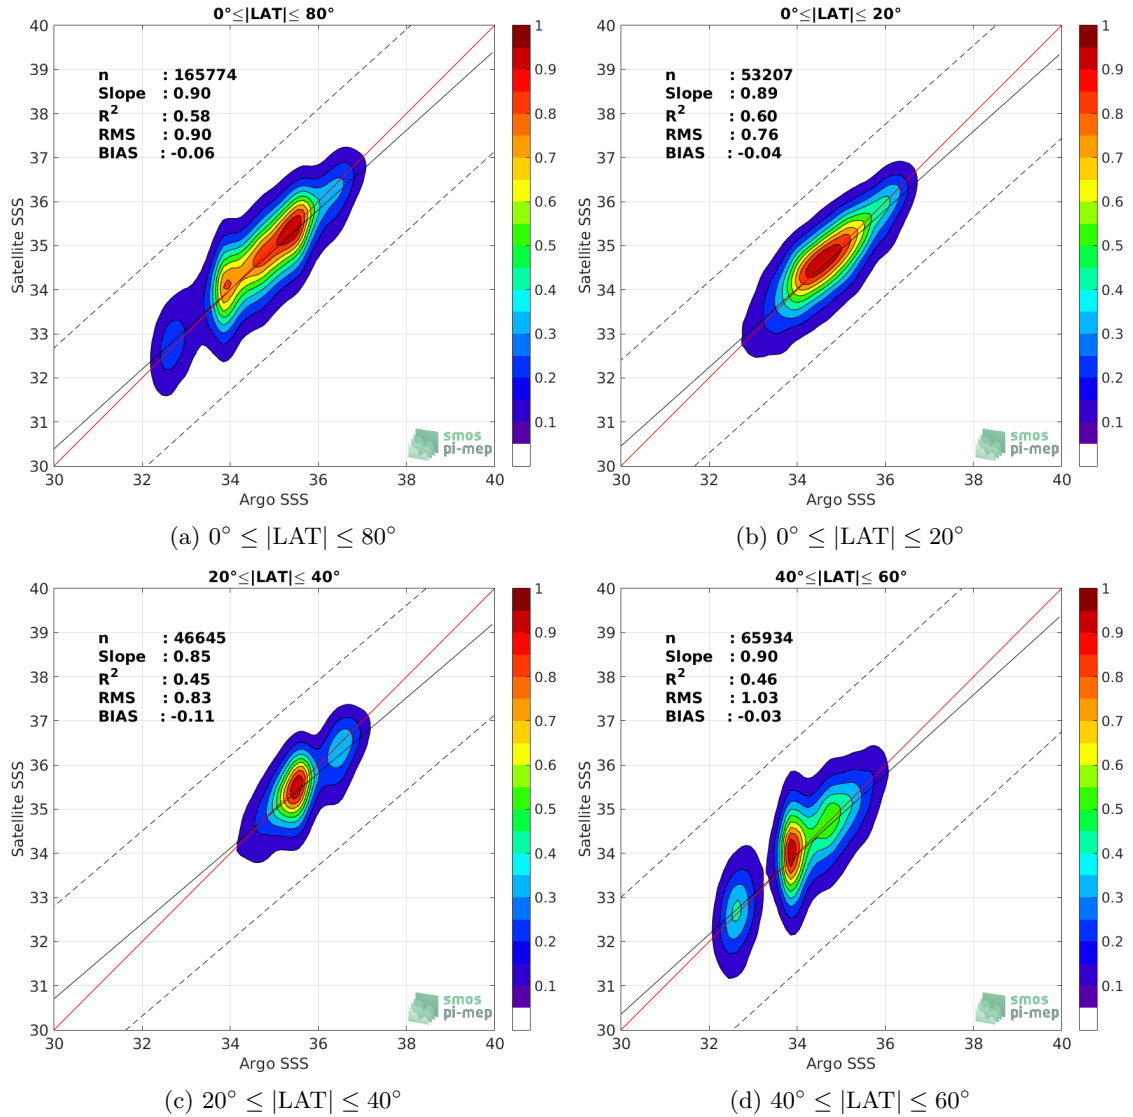 0°≤|LAT|≤ 80°
n : 165774
Slope : 0.90
R2 : 0.58
RMS : 0.90
BIAS : -0.06
40
39
38
37
36
35
34
33
32
31
30
30 32 34 36 38 40
Satellite SSS
Argo SSS
1
0.9
0.8
0.7
0.6
0.5
0.4
0.3
0.2
0.1
smos
pi-mep
(a) 0° ≤ |LAT| ≤ 80°
0°≤|LAT|≤ 20°
n : 53207
Slope : 0.89
R2 : 0.60
RMS : 0.76
BIAS : -0.04
40
39
38
37
36
35
34
33
32
31
30
30 32 34 36 38 40
Satellite SSS
Argo SSS
1
0.9
0.8
0.7
0.6
0.5
0.4
0.3
0.2
0.1
smos
pi-mep
(b) 0° ≤ |LAT| ≤ 20°
20°≤|LAT|≤ 40°
n : 46645
Slope : 0.85
R2 : 0.45
RMS : 0.83
BIAS : -0.11
40
39
38
37
36
35
34
33
32
31
30
30 32 34 36 38 40
Satellite SSS
Argo SSS
1
0.9
0.8
0.7
0.6
0.5
0.4
0.3
0.2
0.1
smos
pi-mep
(c) 20° ≤ |LAT| ≤ 40°
40°≤|LAT|≤ 60°
n : 65934
Slope : 0.90
R2 : 0.46
RMS : 1.03
BIAS : -0.03
40
39
38
37
36
35
34
33
32
31
30
30 32 34 36 38 40
Satellite SSS
Argo SSS
1
0.9
0.8
0.7
0.6
0.5
0.4
0.3
0.2
0.1
smos
pi-mep
(d) 40° ≤ |LAT| ≤ 60°